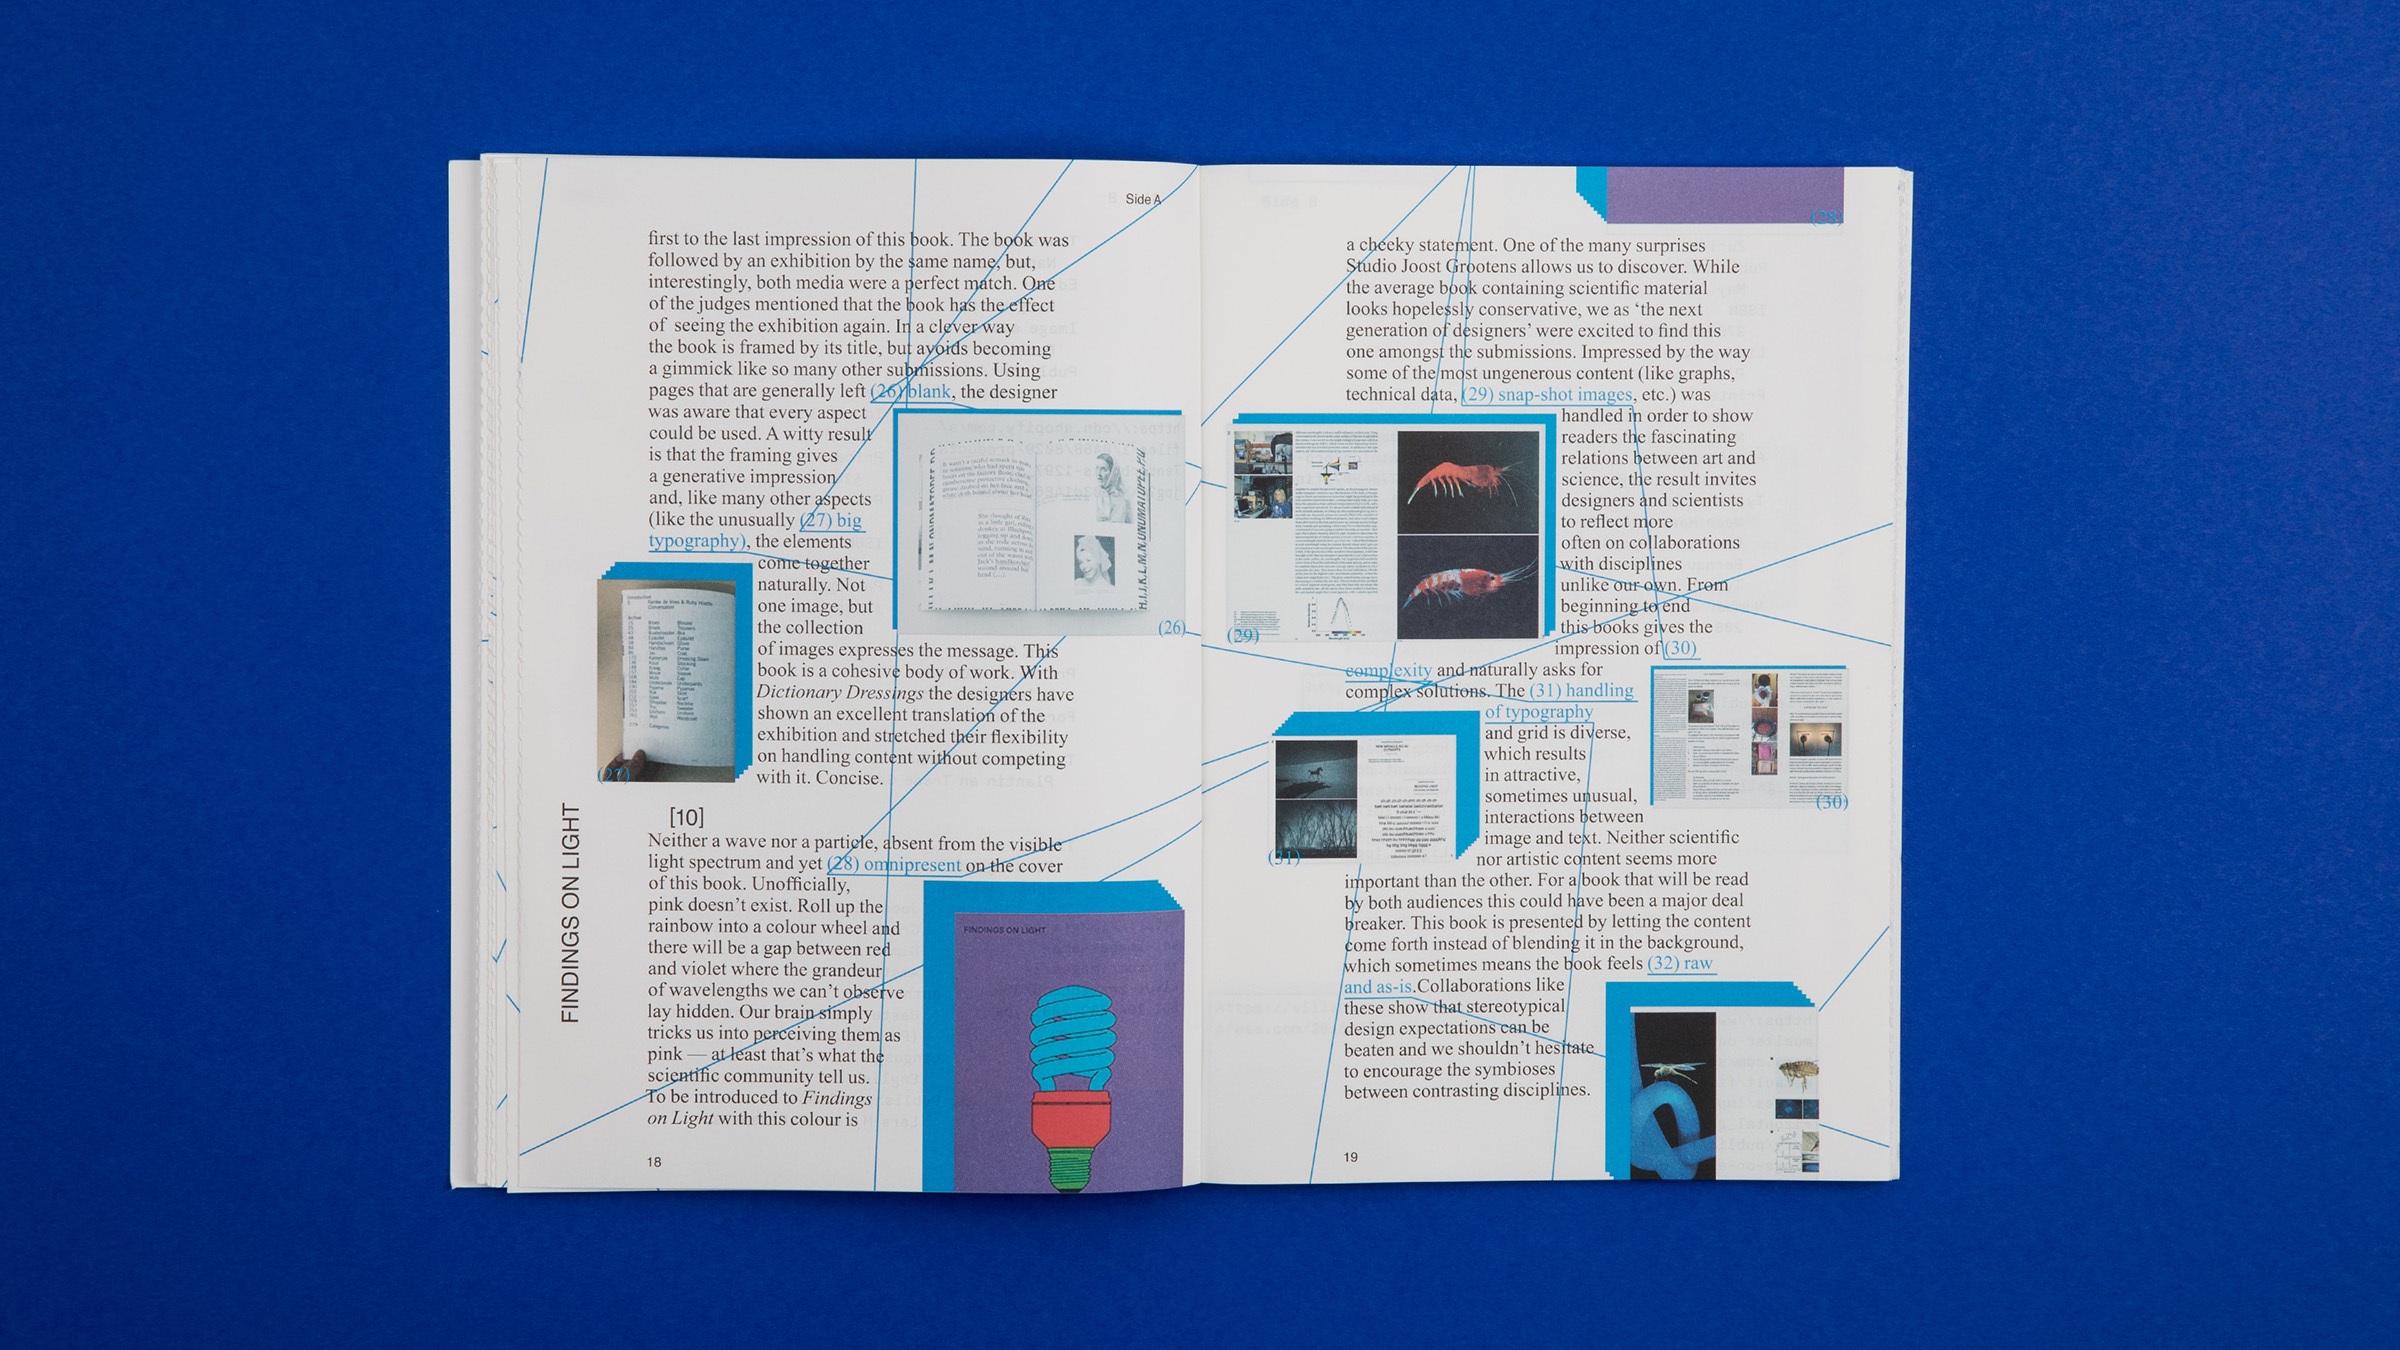 Side A
first to the last impression of this book. The book was
followed by an exhibition by the same name, but,
interestingly, both media were a perfect match. One
of the judges mentioned that the book has the effect
of seeing the exhibition again. In a clever way
the book is framed by its title, but avoids becoming
a gimmick like so many other submissions. Using
pages that are generally left (26) blank, the designer
was aware that every aspect
could be used. A witty result
is that the framing gives
a generative impression
and, like many other aspects
(like the unusually (27) big
typography), the elements
come together
naturally. Not
one image, but
the collection
of images expresses the message. This
book is a cohesive body of work. With
Dictionary Dressings the designers have
shown an excellent translation of the
exhibition and stretched their flexibility
on handling content without competing
with it. Concise.
(26)
(27)
FINDINGS ON LIGHT
[10]
Neither a wave nor a particle, absent from the visible
light spectrum and yet (28) omnipresent on the cover
of this book. Unofficially,
pink doesn't exist. Roll up the
rainbow into a colour wheel and
there will be a gap between red
and violet where the grandeur
of wavelengths we can't observe
lay hidden. Our brain simply
tricks us into perceiving them as
pink — at least that's what the
scientific community tell us.
To be introduced to Findings
on Light with this colour is
FINDINGS ON LIGHT
18
(28)
a cheeky statement. One of the many surprises
Studio Joost Grootens allows us to discover. While
the average book containing scientific material
looks hopelessly conservative, we as 'the next
generation of designers' were excited to find this
one amongst the submissions. Impressed by the way
some of the most ungenerous content (like graphs,
technical data, (29) snap-shot images, etc.) was
handled in order to show
readers the fascinating
relations between art and
science, the result invites
designers and scientists
to reflect more
often on collaborations
with disciplines
unlike our own. From
beginning to end
this books gives the
impression of (30)
complexity and naturally asks for
complex solutions. The (31) handling
of typography
and grid is diverse,
which results
in attractive,
sometimes unusual,
interactions between
image and text. Neither scientific
nor artistic content seems more
important than the other. For a book that will be read
by both audiences this could have been a major deal
breaker. This book is presented by letting the content
come forth instead of blending it in the background,
which sometimes means the book feels (32) raw
and as-is.Collaborations like
these show that stereotypical
design expectations can be
beaten and we shouldn't hesitate
to encourage the symbioses
between contrasting disciplines.
(29)
(30)
(31)
19